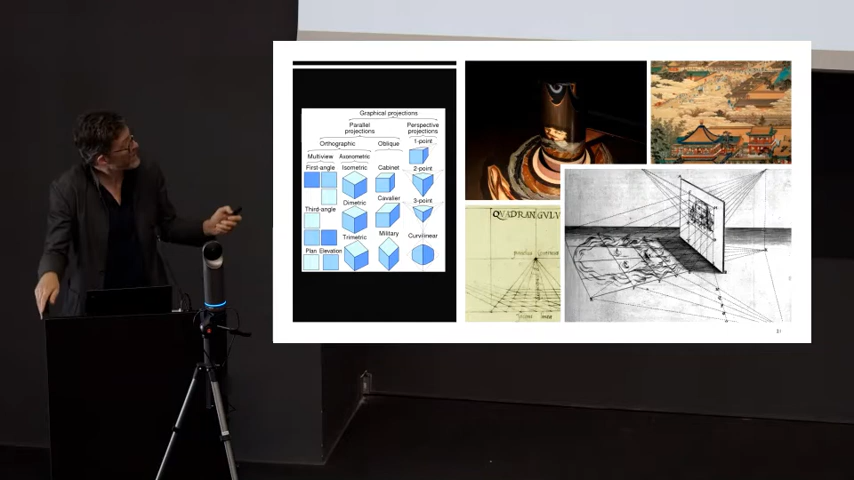 Graphical projections
Parallel
projections
Perspective
projections
Orthographic
Oblique
1-point
Multiview
Axonometric
First-angle
Isometric
Cabinet
2-point
Dimetric
Cavalier
3-point
Third-angle
Trimetric
Military
Curvilinear
Plan
Elevation
QVADRANGVLV
31